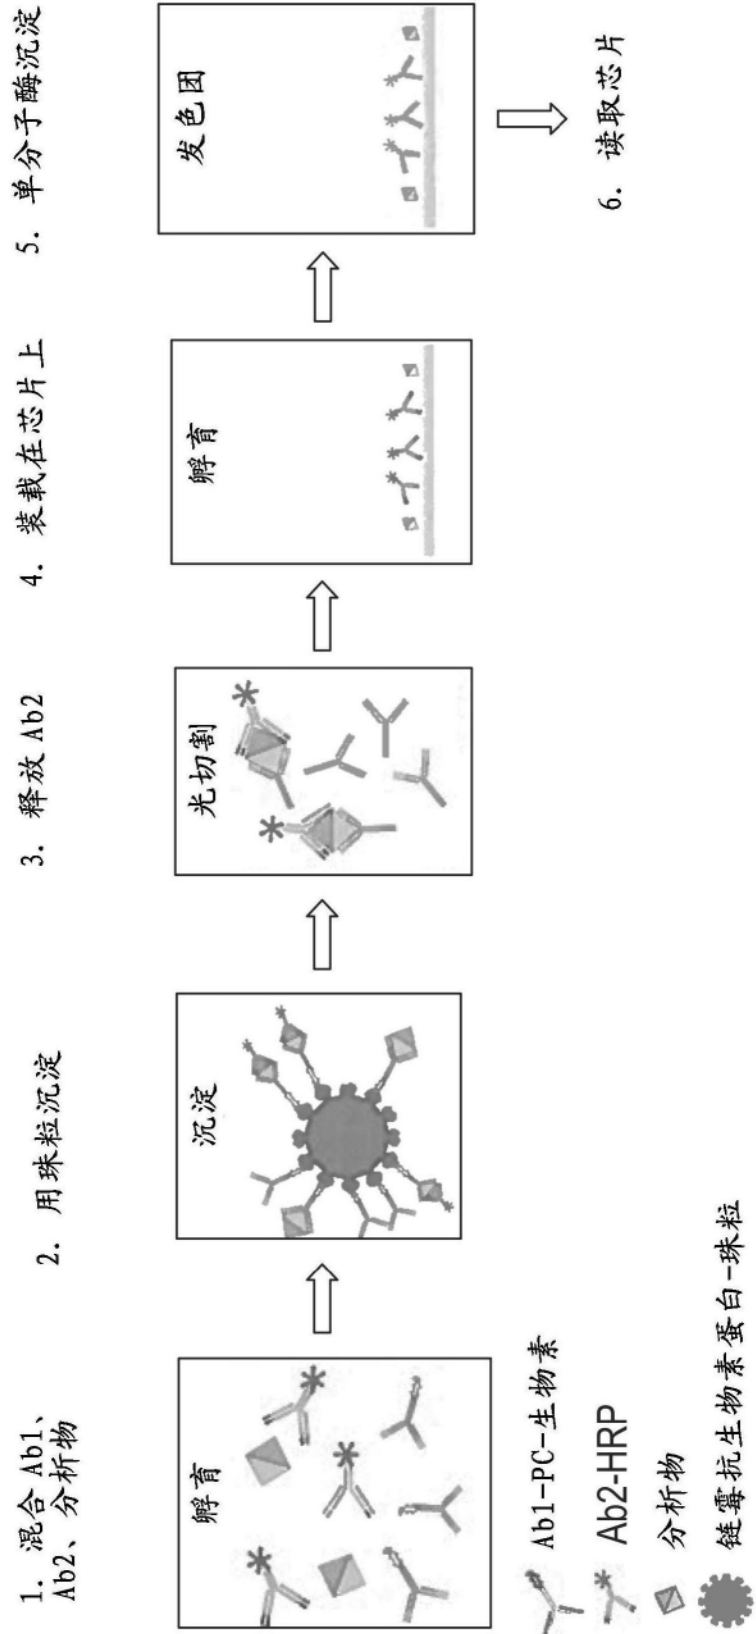 1. 混合 Ab1、
Ab2、分析物
孵育
2. 用珠粒沉淀
沉淀
3. 释放 Ab2
光切割
4. 装载在芯片上
孵育
5. 单分子酶沉淀
发色团
6. 读取芯片
Ab1-PC-生物素
Ab2-HRP
分析物
链霉抗生物素蛋白-珠粒